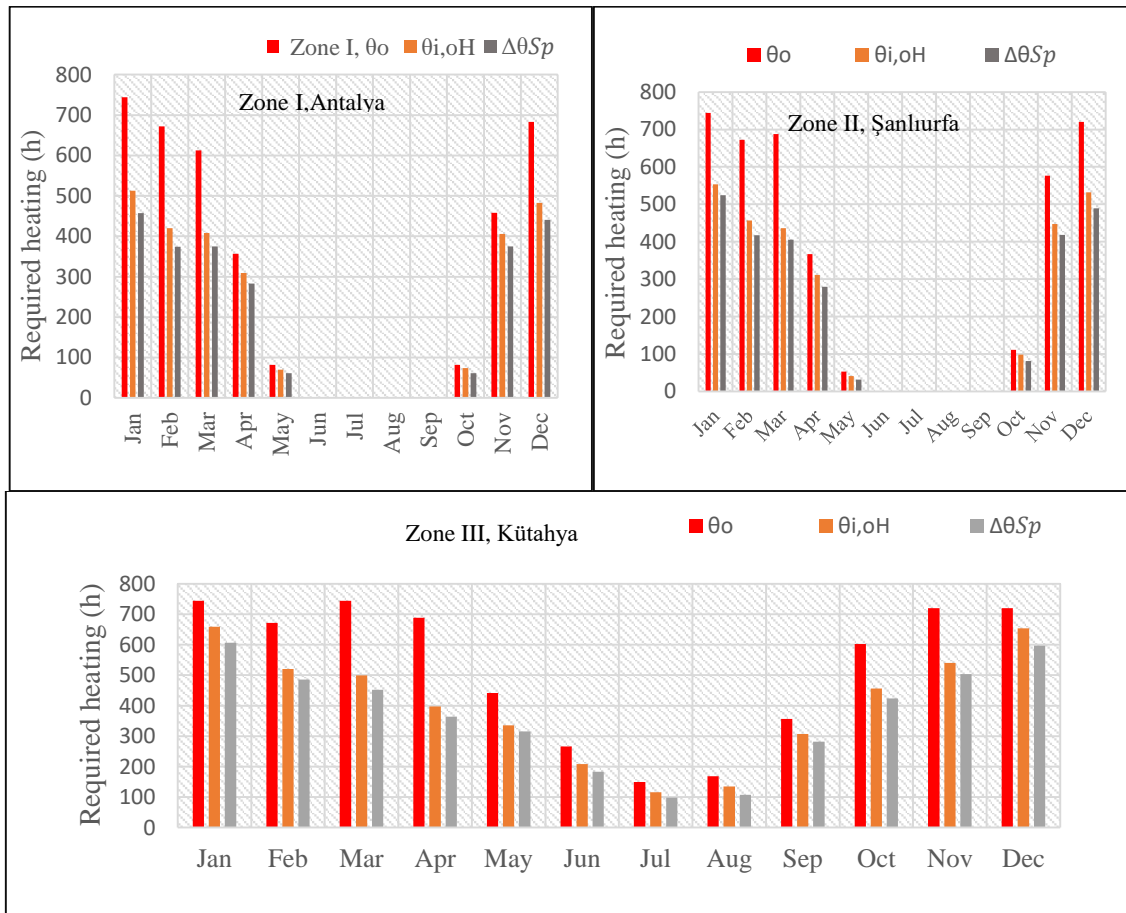 Zone I, θo θi,oH ΔθSp
Zone I,Antalya
Required heating (h)
800
700
600
500
400
300
200
100
0
Jan Feb Mar Apr May Jun Jul Aug Sep Oct Nov Dec
θo θi,oH ΔθSp
Zone II, Şanlıurfa
Required heating (h)
800
700
600
500
400
300
200
100
0
Jan Feb Mar Apr May Jun Jul Aug Sep Oct Nov Dec
Zone III, Kütahya θo θi,oH ΔθSp
Required heating (h)
800
700
600
500
400
300
200
100
0
Jan Feb Mar Apr May Jun Jul Aug Sep Oct Nov Dec